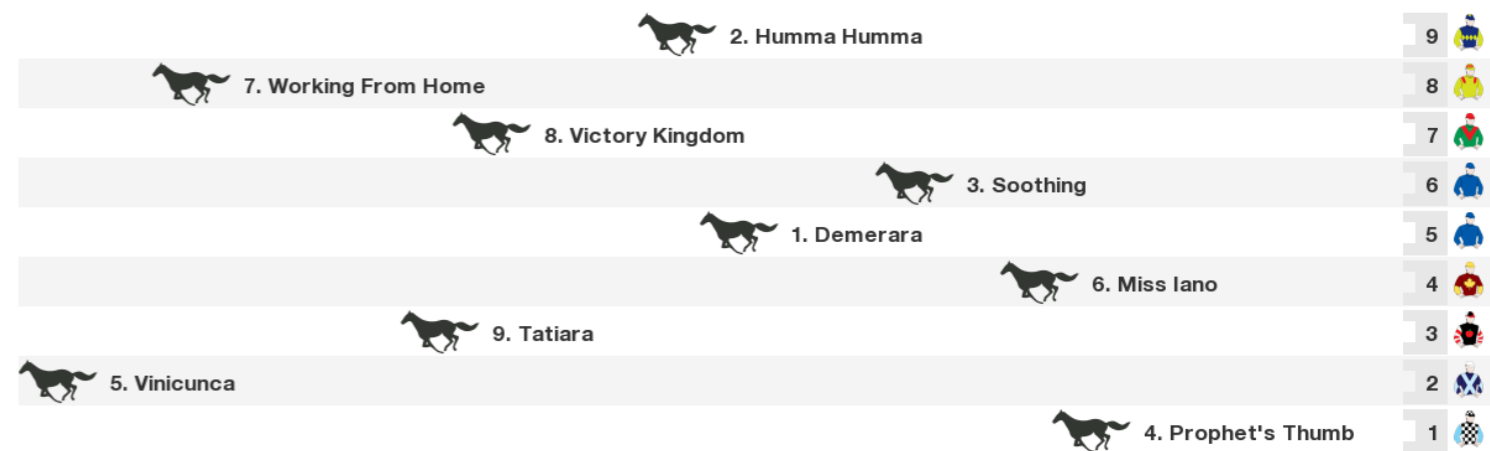 2. Humma Humma 9
7. Working From Home 8
8. Victory Kingdom 7
3. Soothing 6
1. Demerara 5
6. Miss Iano 4
9. Tatiara 3
5. Vinicunca 2
4. Prophet's Thumb 1